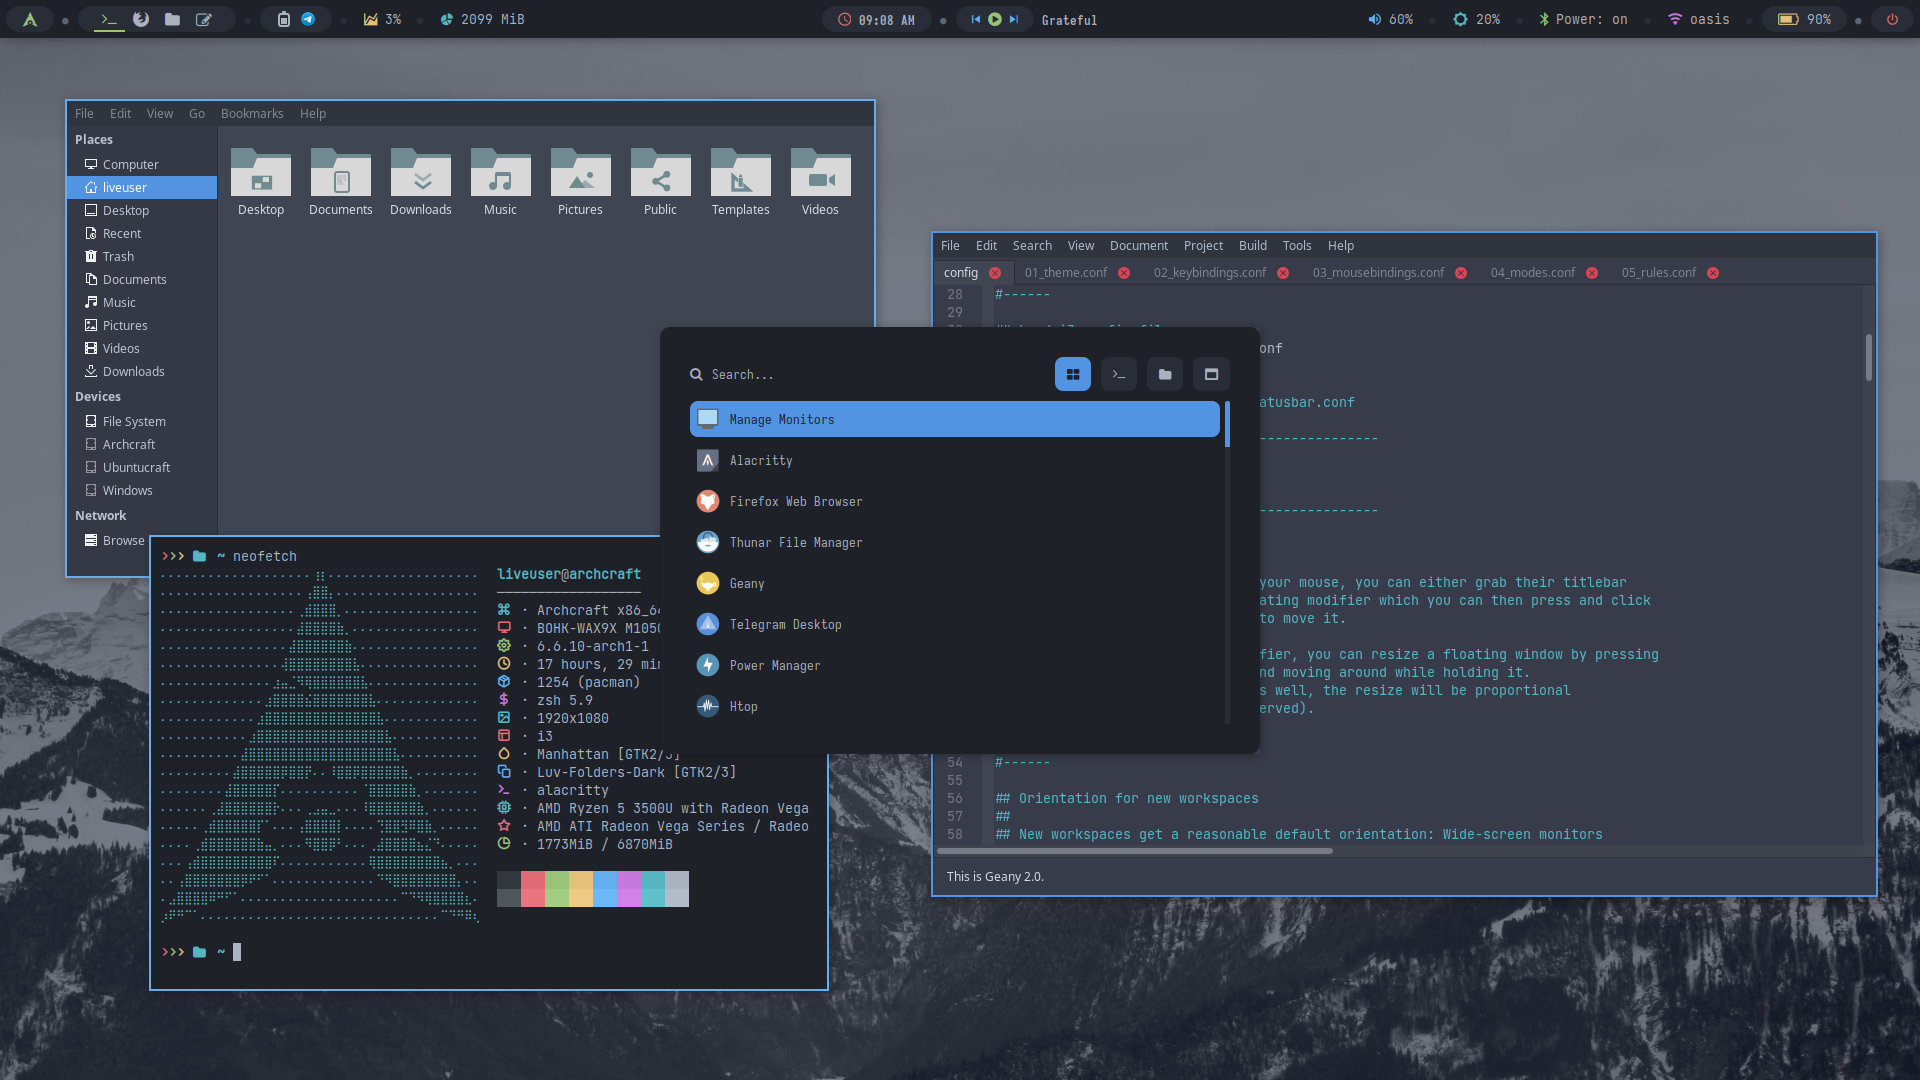 3%
2099 MiB
09:08 AM
Grateful
60%
20%
Power: on
oasis
90%
File Edit View Go Bookmarks Help
Places
Computer
liveuser
Desktop
Recent
Trash
Documents
Music
Pictures
Videos
Downloads
Devices
File System
Archcraft
Ubuntucraft
Windows
Network
Browse
Desktop Documents Downloads Music Pictures Public Templates Videos
>>> ~ neofetch
liveuser@archcraft
· Archcraft x86_64
· BOHK-WAX9X M1050
· 6.6.10-arch1-1
· 17 hours, 29 min
· 1254 (pacman)
· zsh 5.9
· 1920x1080
· i3
· Manhattan [GTK2/3]
· Luv-Folders-Dark [GTK2/3]
· alacritty
· AMD Ryzen 5 3500U with Radeon Vega
· AMD ATI Radeon Vega Series / Radeo
· 1773MiB / 6870MiB
>>> ~
Search...
Manage Monitors
Alacritty
Firefox Web Browser
Thunar File Manager
Geany
Telegram Desktop
Power Manager
Htop
File Edit Search View Document Project Build Tools Help
config 01_theme.conf 02_keybindings.conf 03_mousebindings.conf 04_modes.conf 05_rules.conf
28 #------
29
onf
atusbar.conf
---------------
---------------
your mouse, you can either grab their titlebar
ating modifier which you can then press and click
to move it.
fier, you can resize a floating window by pressing
nd moving around while holding it.
s well, the resize will be proportional
erved).
54 #------
55
56 ## Orientation for new workspaces
57 ##
58 ## New workspaces get a reasonable default orientation: Wide-screen monitors
This is Geany 2.0.